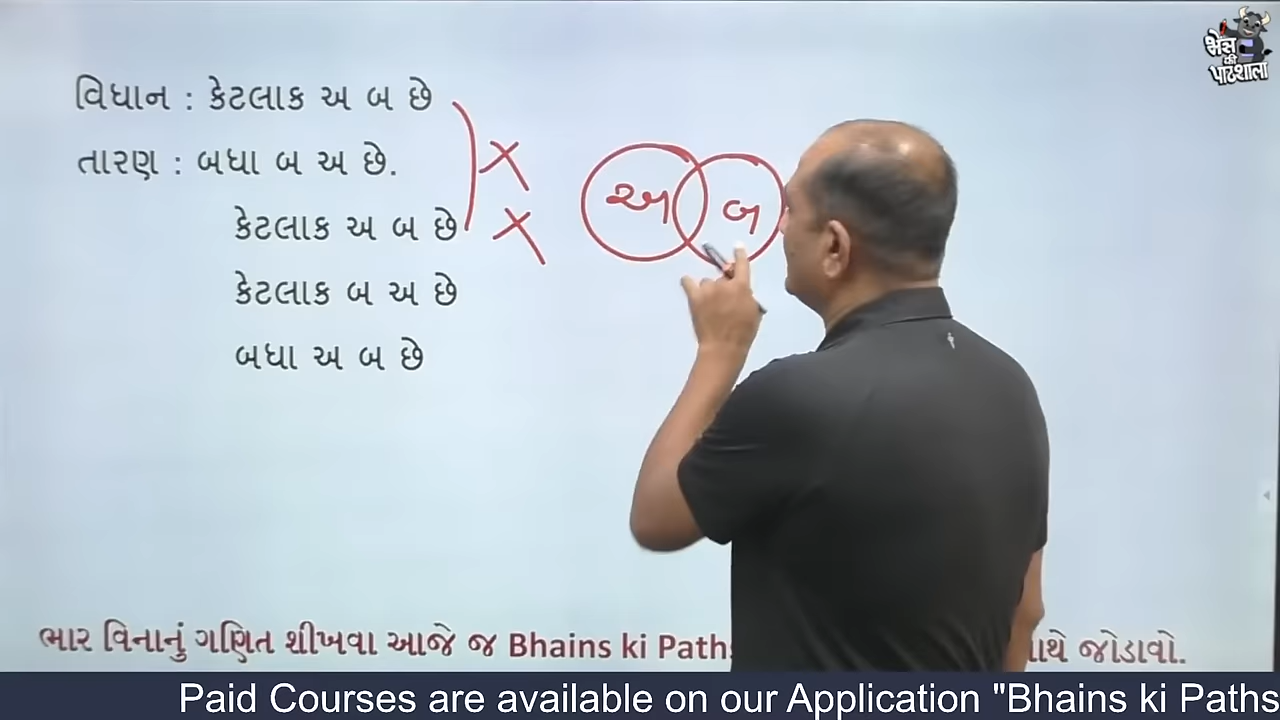 भैंस
की
पाठशाला
વિધાન : કેટલાક અ બ છે
તારણ : બધા બ અ છે.
કેટલાક અ બ છે
કેટલાક બ અ છે
બધા અ બ છે
અ બ
ભાર વિનાનું ગણિત શીખવા આજે જ Bhains ki જોડાવો.
Paid Courses are available on our Application "Bhains ki Paths